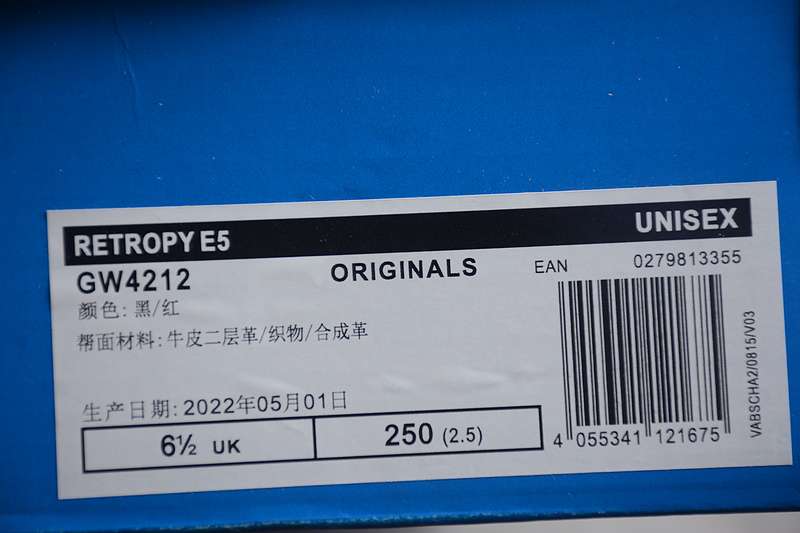 RETROPY E5 UNISEX
GW4212 ORIGINALS EAN 0279813355
颜色: 黑/红
帮面材料: 牛皮二层革/织物/合成革
生产日期: 2022年05月01日
6½ UK 250 (2.5)
4 055341 121675
VABSCHA2/0815/V03